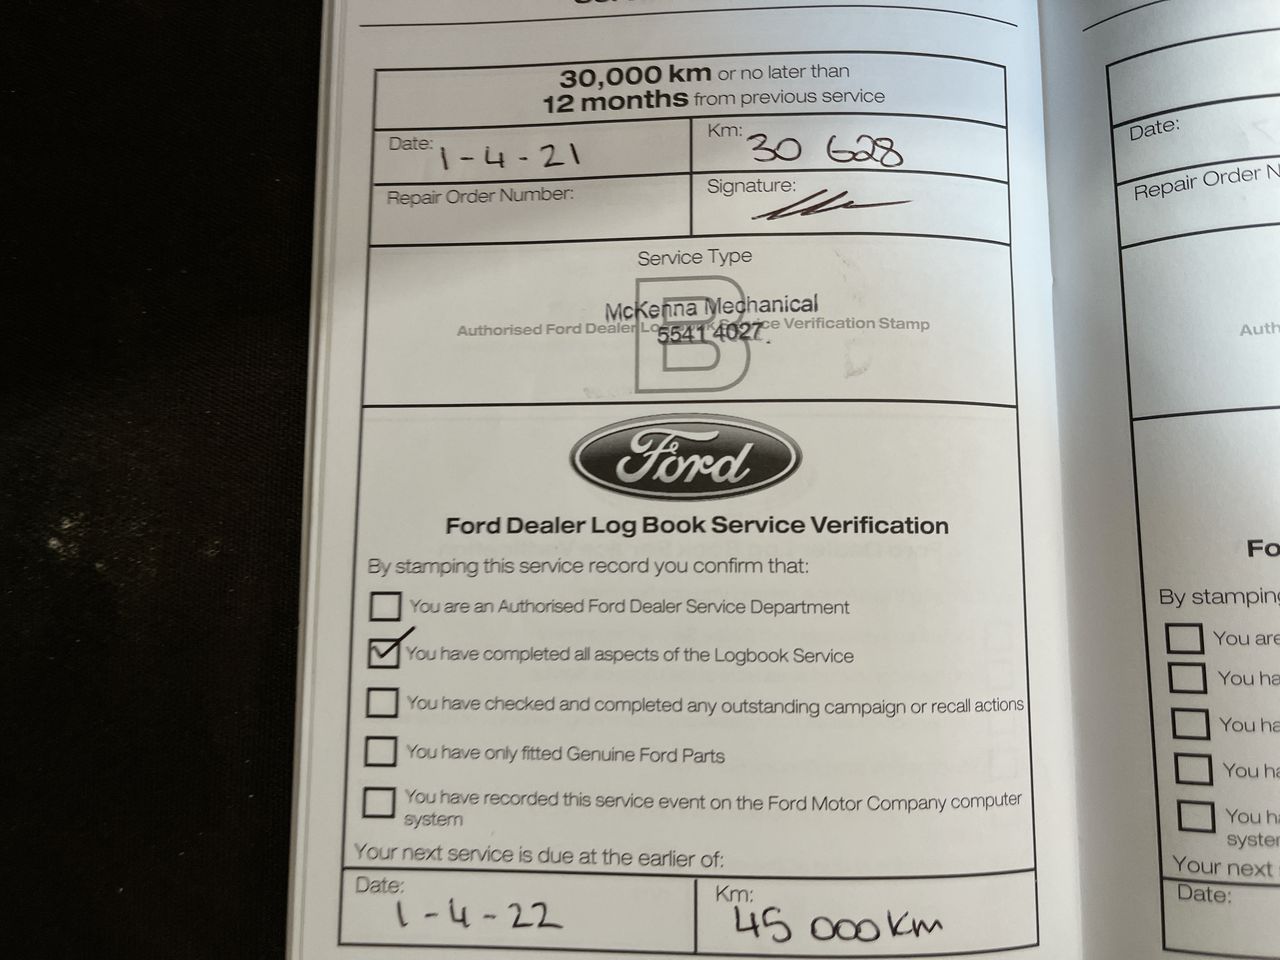 30,000 km or no later than
12 months from previous service
Date: 1-4-21
Km: 30 628
Repair Order Number:
Signature:
Service Type
B
McKenna Mechanical
Authorised Ford Dealer Log Book Service Verification Stamp
5541 4027.
Ford
Ford Dealer Log Book Service Verification
By stamping this service record you confirm that:
You are an Authorised Ford Dealer Service Department
You have completed all aspects of the Logbook Service
You have checked and completed any outstanding campaign or recall actions
You have only fitted Genuine Ford Parts
You have recorded this service event on the Ford Motor Company computer
system
Your next service is due at the earlier of:
Date: 1-4-22
Km: 45 000 km
Date:
Repair Order
By stamping
You are
You
You
You
You
Your next
Date: